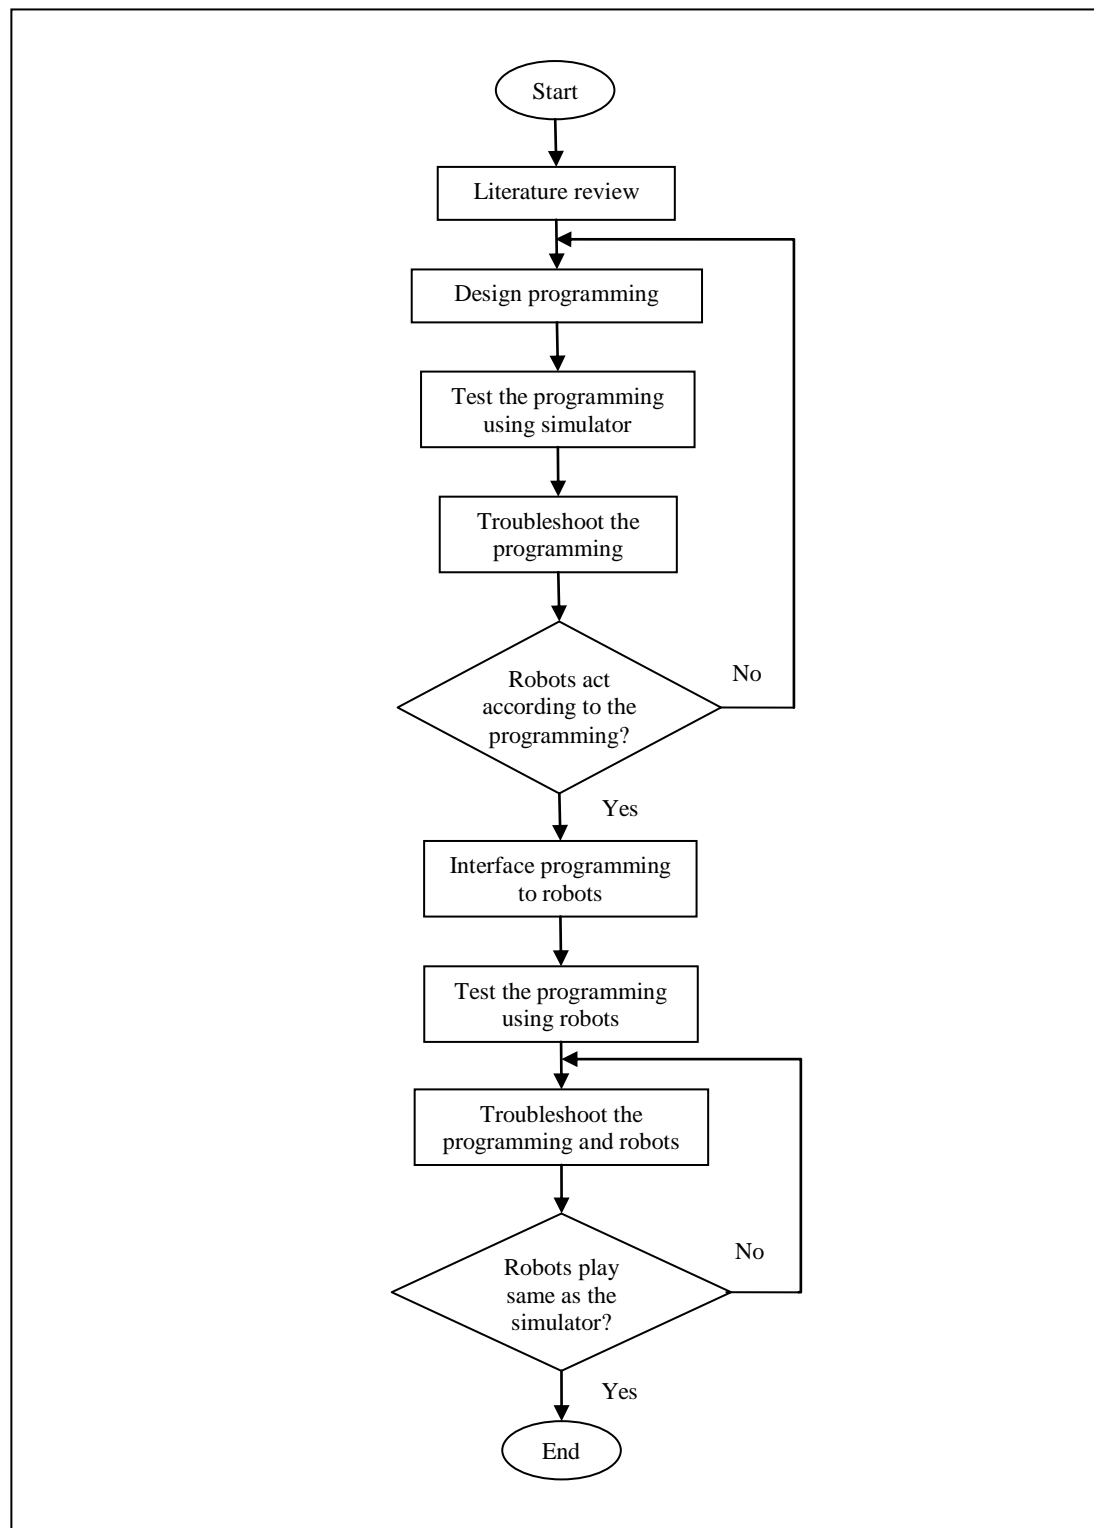 Start
Literature review
Design programming
Test the programming
using simulator
Troubleshoot the
programming
Robots act
according to the
programming?
No
Yes
Interface programming
to robots
Test the programming
using robots
Troubleshoot the
programming and robots
Robots play
same as the
simulator?
No
Yes
End